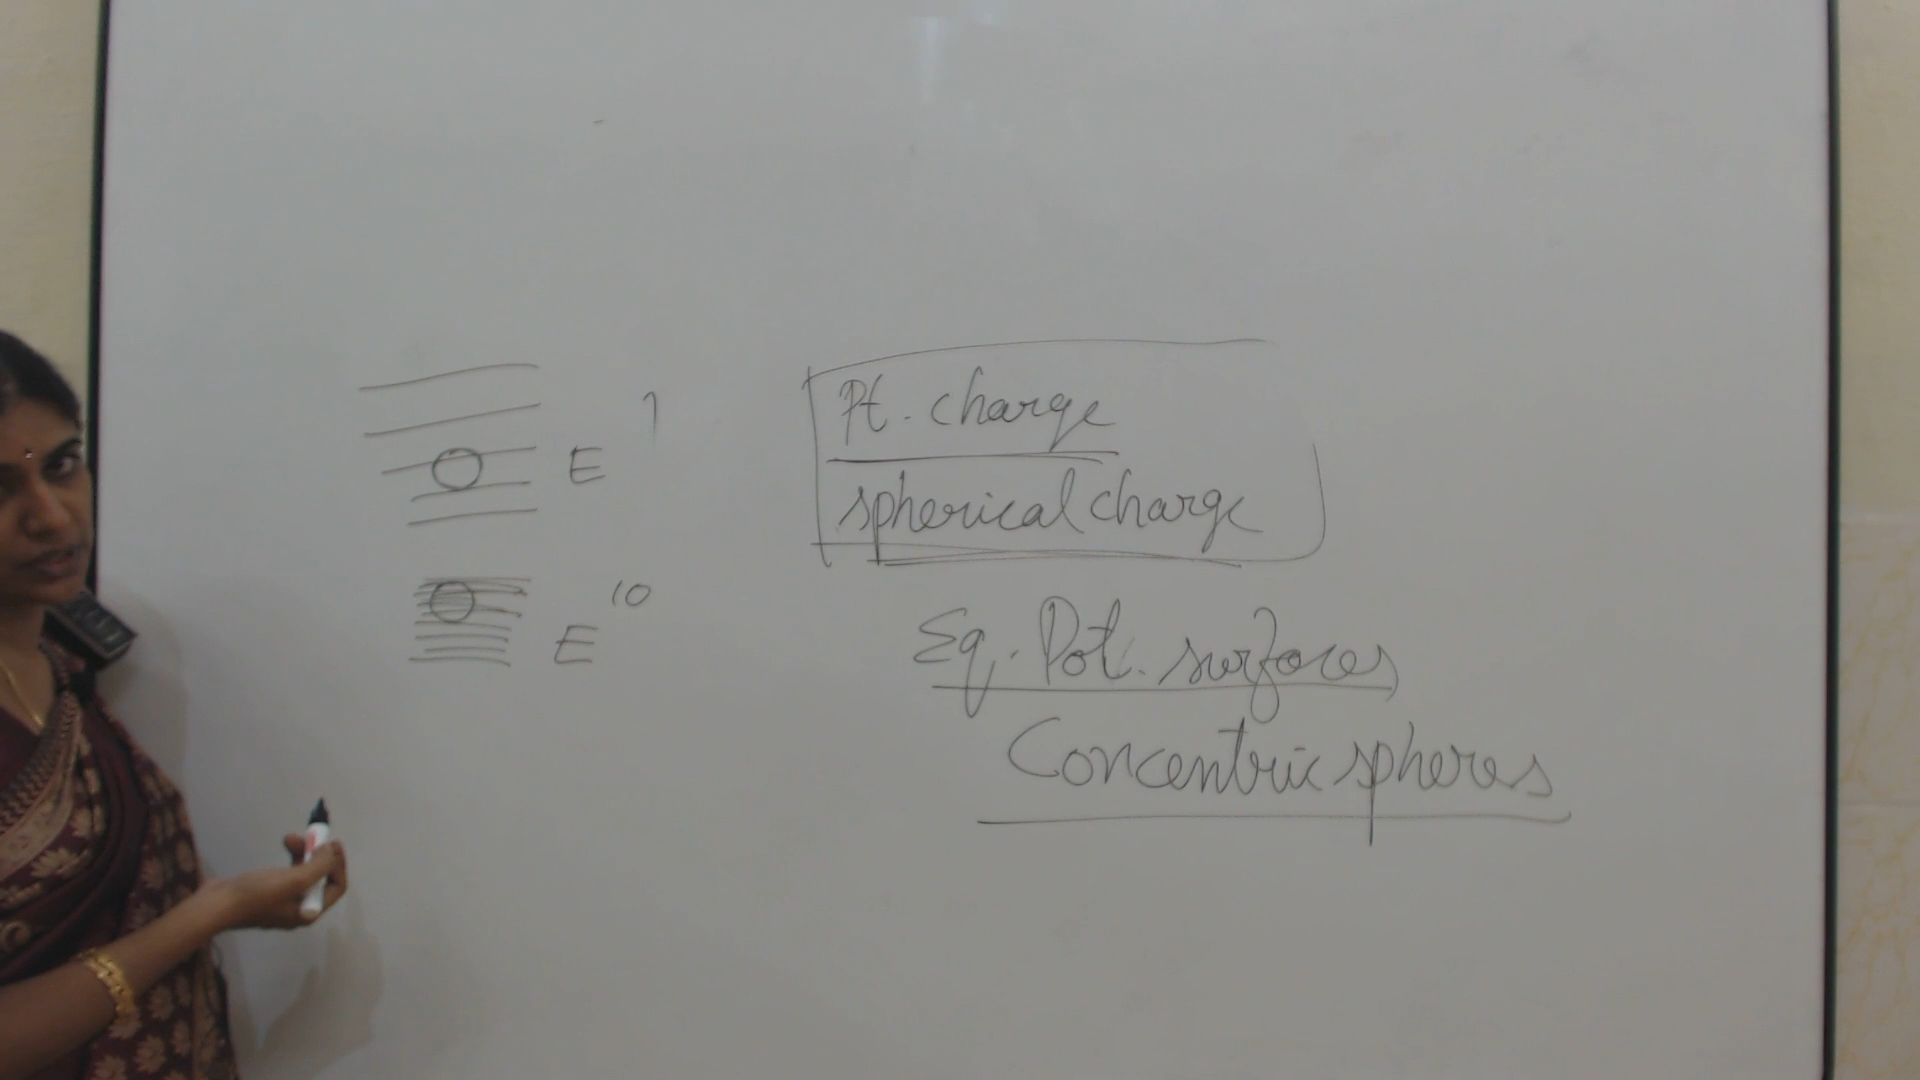 1
E
10
E
Pt. charge
spherical charge
Eq. Pot. surfaces
Concentric spheres